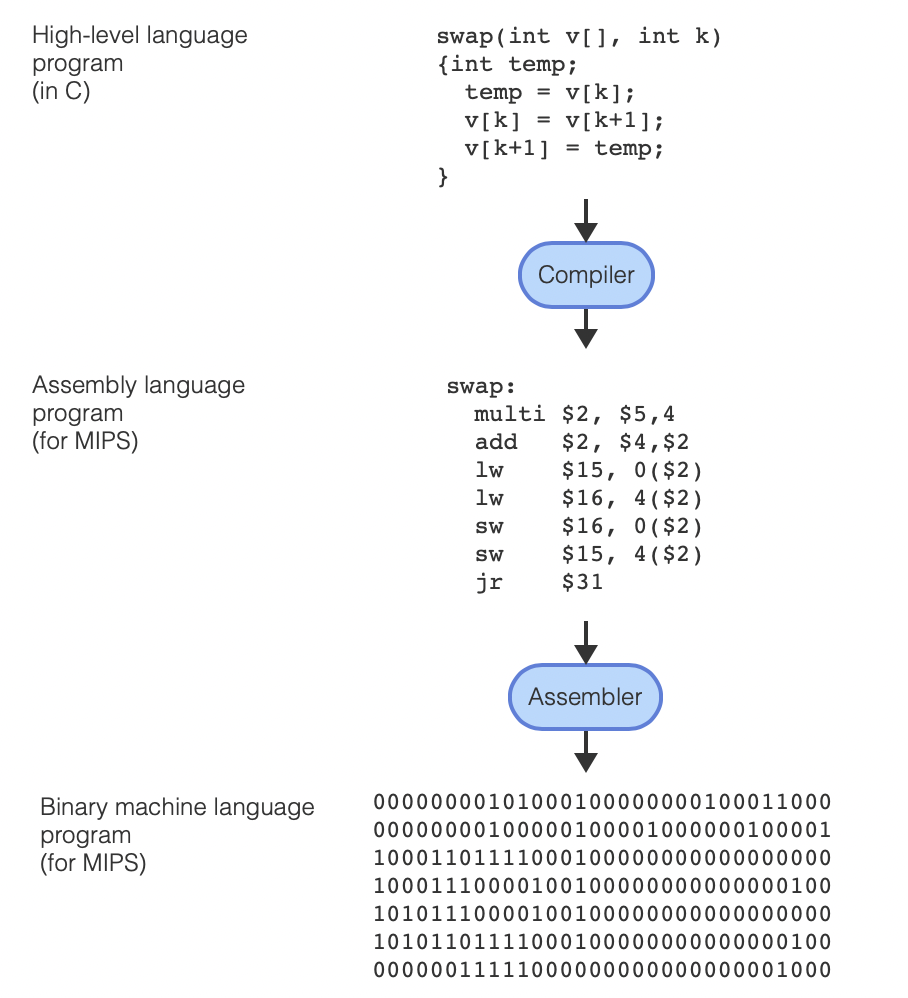 High-level language
program
(in C)
swap(int v[], int k)
{int temp;
temp = v[k];
v[k] = v[k+1];
v[k+1] = temp;
}
Compiler
Assembly language
program
(for MIPS)
swap:
multi $2, $5,4
add $2, $4,$2
lw $15, 0($2)
lw $16, 4($2)
sw $16, 0($2)
sw $15, 4($2)
jr $31
Assembler
Binary machine language
program
(for MIPS)
00000000101000100000000100011000
00000000100000100001000000100001
10001101111000100000000000000000
10001110000100100000000000000100
10101110000100100000000000000000
10101101111000100000000000000100
00000011111000000000000000001000